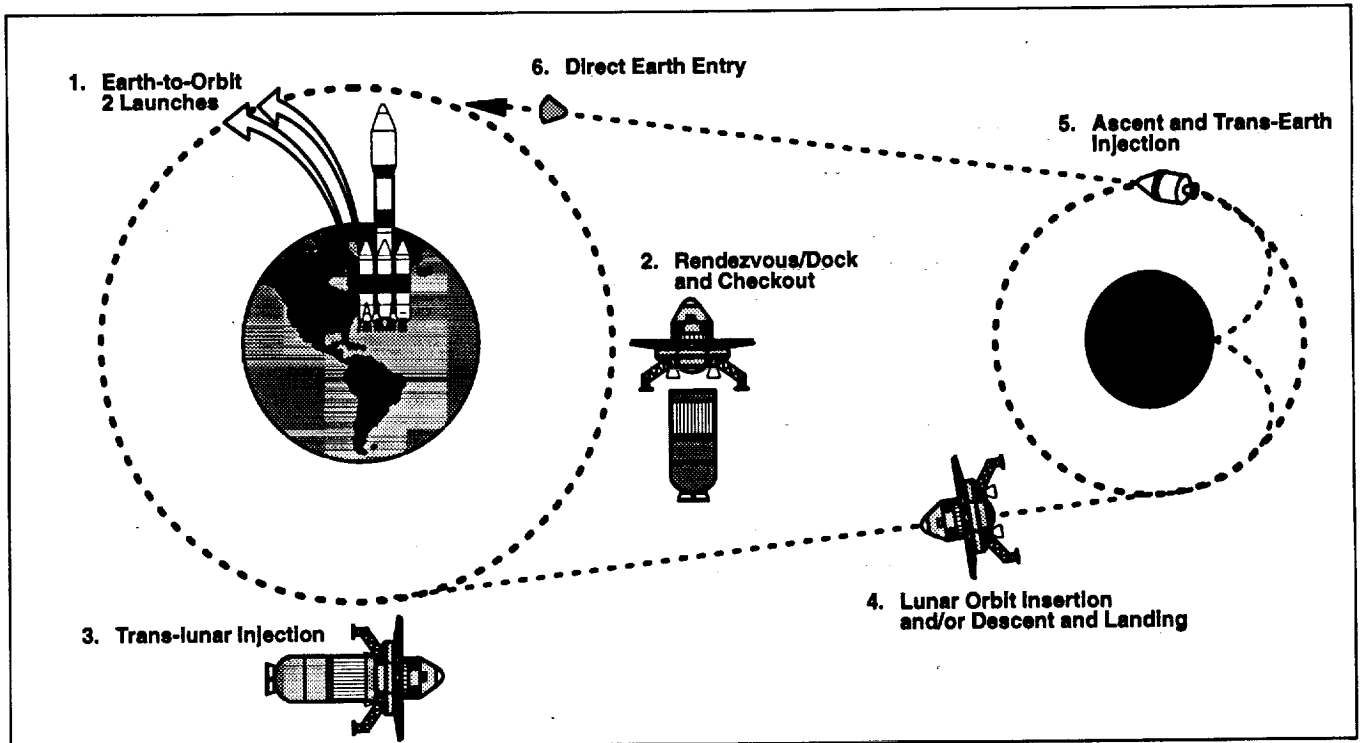 1. Earth-to-Orbit
2 Launches
6. Direct Earth Entry
5. Ascent and Trans-Earth
Injection
2. Rendezvous/Dock
and Checkout
4. Lunar Orbit Insertion
and/or Descent and Landing
3. Trans-lunar Injection